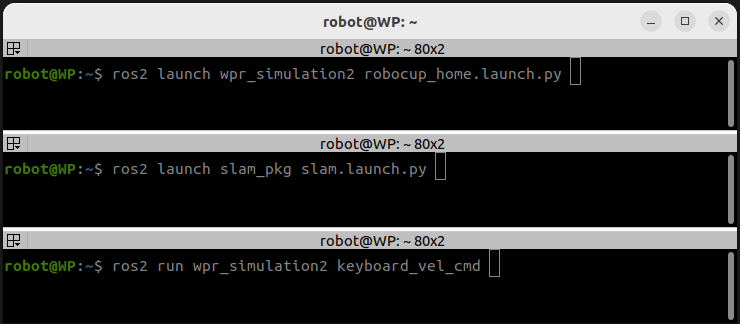 robot@WP: ~
robot@WP: ~ 80x2
robot@WP:~$ ros2 launch wpr_simulation2 robocup_home.launch.py
robot@WP: ~ 80x2
robot@WP:~$ ros2 launch slam_pkg slam.launch.py
robot@WP: ~ 80x2
robot@WP:~$ ros2 run wpr_simulation2 keyboard_vel_cmd